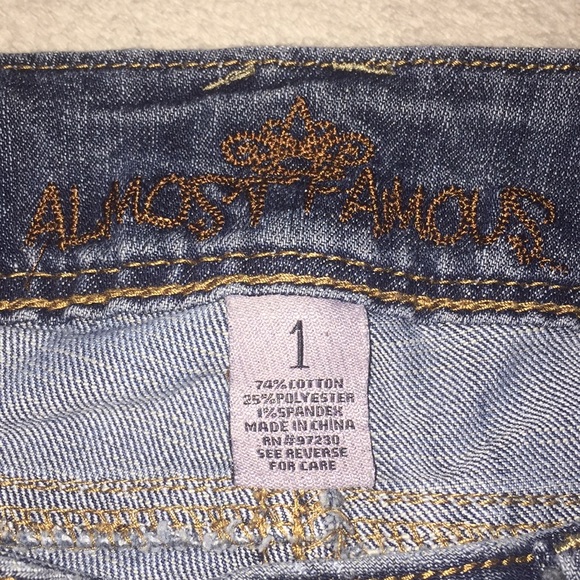 ALMOST FAMOUS
1
74%COTTON
25%POLYESTER
1%SPANDEX
MADE IN CHINA
RN#97230
SEE REVERSE
FOR CARE